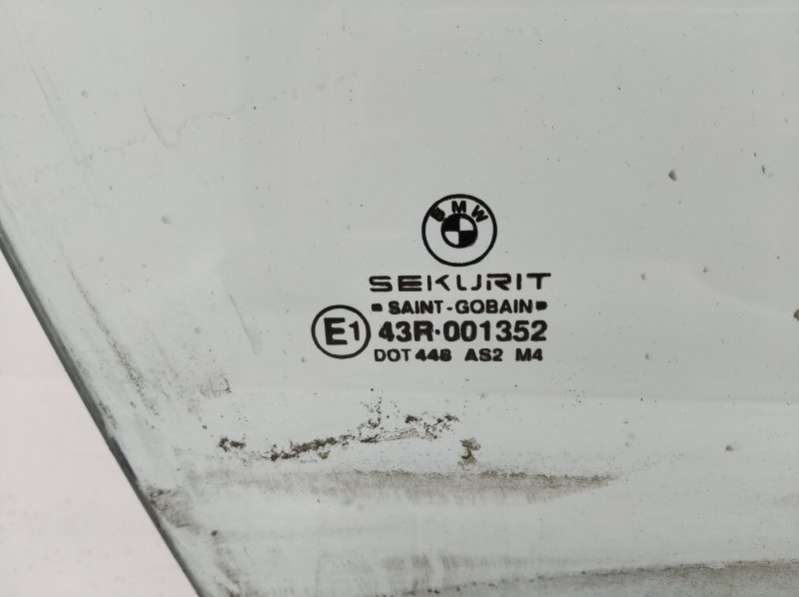 BMW
SEKURIT
SAINT-GOBAIN
E1 43R·001352
DOT 448 AS2 M4